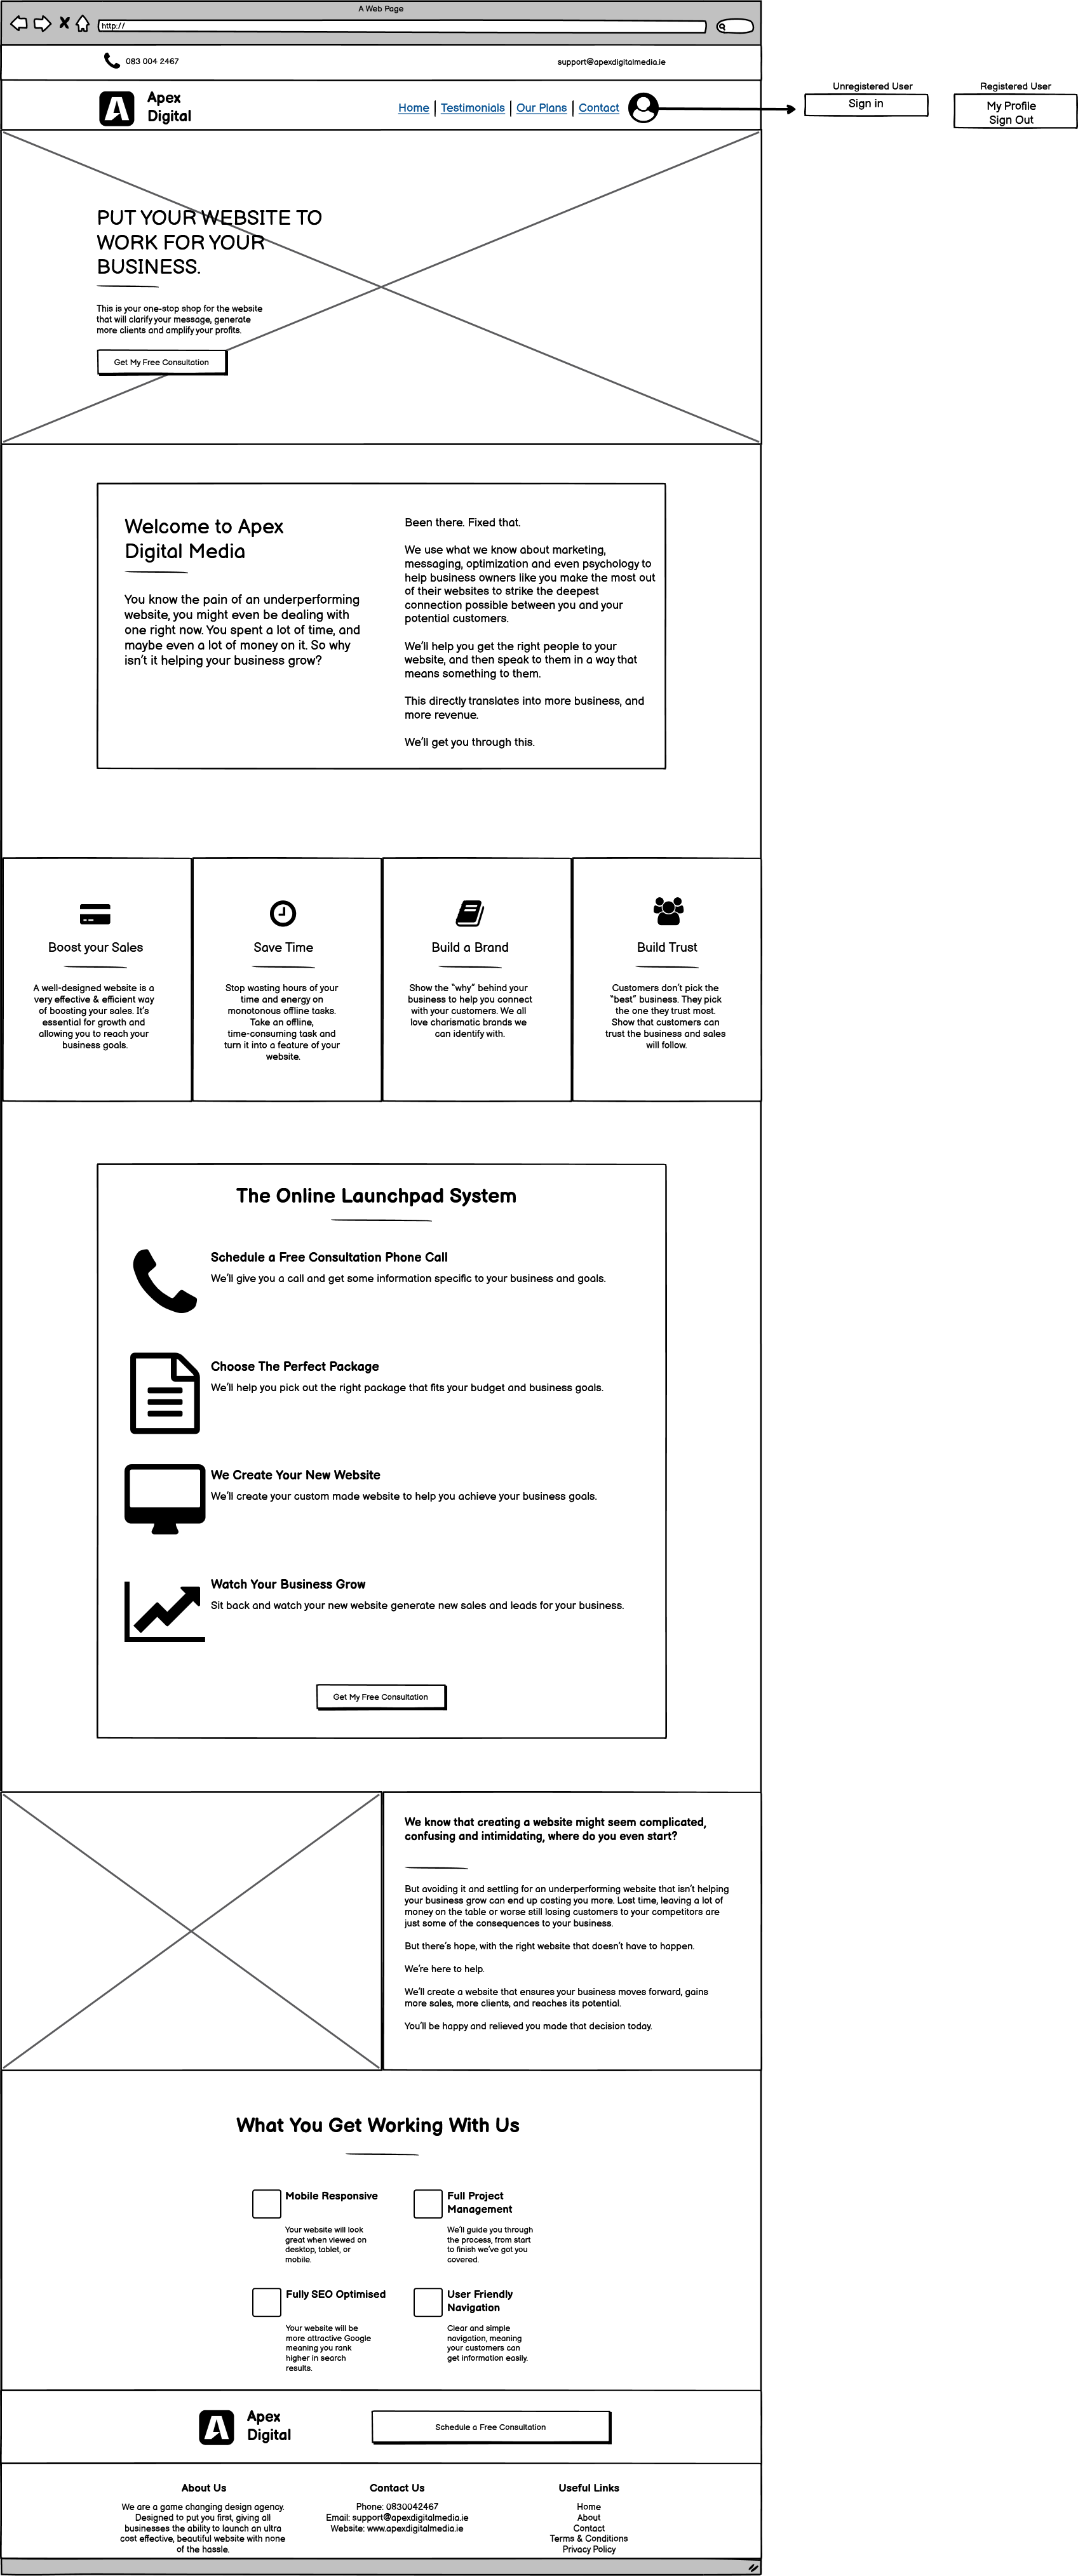 A Web Page
http://
083 004 2467
support@apexdigitalmedia.ie
Apex
Digital
Home | Testimonials | Our Plans | Contact
Unregistered User
Sign in
Registered User
My Profile
Sign Out
PUT YOUR WEBSITE TO
WORK FOR YOUR
BUSINESS.
This is your one-stop shop for the website
that will clarify your message, generate
more clients and amplify your profits.
Get My Free Consultation
Welcome to Apex
Digital Media
You know the pain of an underperforming
website, you might even be dealing with
one right now. You spent a lot of time, and
maybe even a lot of money on it. So why
isn't it helping your business grow?
Been there. Fixed that.
We use what we know about marketing,
messaging, optimization and even psychology to
help business owners like you make the most out
of their websites to strike the deepest
connection possible between you and your
potential customers.
We'll help you get the right people to your
website, and then speak to them in a way that
means something to them.
This directly translates into more business, and
more revenue.
We'll get you through this.
Boost your Sales
A well-designed website is a
very effective & efficient way
of boosting your sales. It's
essential for growth and
allowing you to reach your
business goals.
Save Time
Stop wasting hours of your
time and energy on
monotonous offline tasks.
Take an offline,
time-consuming task and
turn it into a feature of your
website.
Build a Brand
Show the "why" behind your
business to help you connect
with your customers. We all
love charismatic brands we
can identify with.
Build Trust
Customers don't pick the
"best" business. They pick
the one they trust most.
Show that customers can
trust the business and sales
will follow.
The Online Launchpad System
Schedule a Free Consultation Phone Call
We'll give you a call and get some information specific to your business and goals.
Choose The Perfect Package
We'll help you pick out the right package that fits your budget and business goals.
We Create Your New Website
We'll create your custom made website to help you achieve your business goals.
Watch Your Business Grow
Sit back and watch your new website generate new sales and leads for your business.
Get My Free Consultation
We know that creating a website might seem complicated,
confusing and intimidating, where do you even start?
But avoiding it and settling for an underperforming website that isn't helping
your business grow can end up costing you more. Lost time, leaving a lot of
money on the table or worse still losing customers to your competitors are
just some of the consequences to your business.
But there's hope, with the right website that doesn't have to happen.
We're here to help.
We'll create a website that ensures your business moves forward, gains
more sales, more clients, and reaches its potential.
You'll be happy and relieved you made that decision today.
What You Get Working With Us
Mobile Responsive
Your website will look
great when viewed on
desktop, tablet, or
mobile.
Full Project
Management
We'll guide you through
the process, from start
to finish we've got you
covered.
Fully SEO Optimised
Your website will be
more attractive Google
meaning you rank
higher in search
results.
User Friendly
Navigation
Clear and simple
navigation, meaning
your customers can
get information easily.
Apex
Digital
Schedule a Free Consultation
About Us
We are a game changing design agency.
Designed to put you first, giving all
businesses the ability to launch an ultra
cost effective, beautiful website with none
of the hassle.
Contact Us
Phone: 0830042467
Email: support@apexdigitalmedia.ie
Website: www.apexdigitalmedia.ie
Useful Links
Home
About
Contact
Terms & Conditions
Privacy Policy